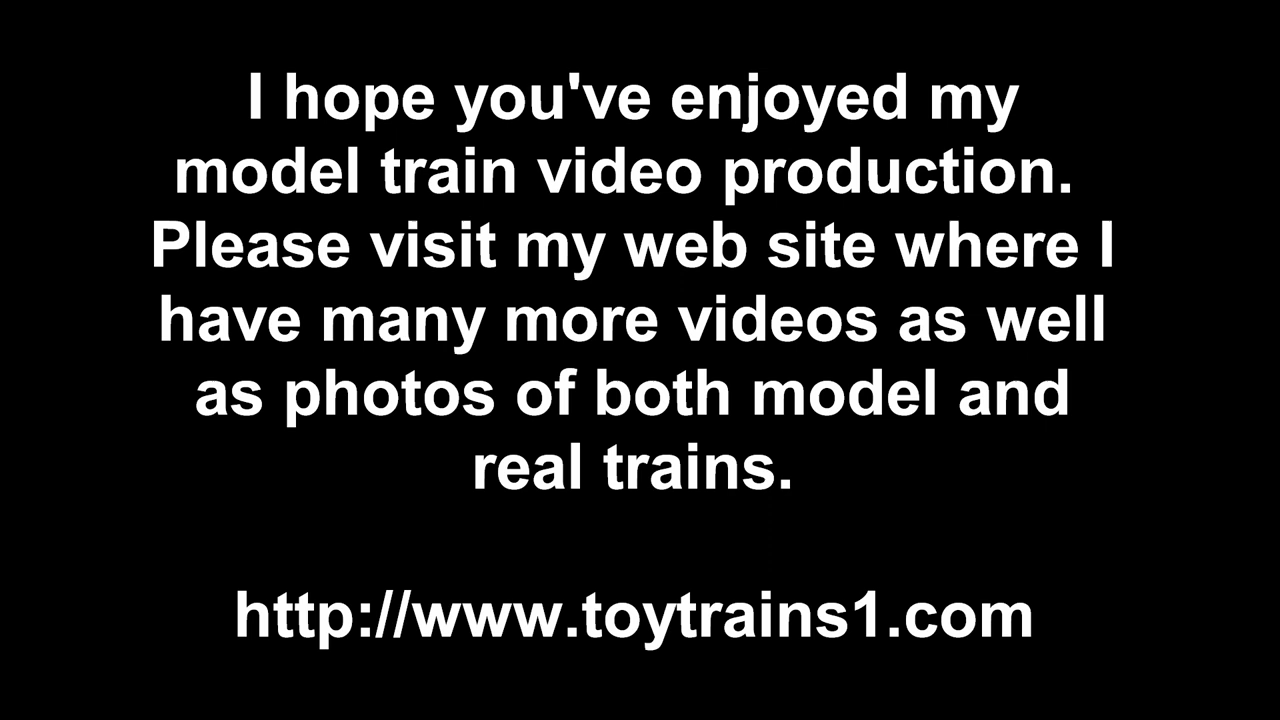 I hope you've enjoyed my
model train video production.
Please visit my web site where I
have many more videos as well
as photos of both model and
real trains.
http://www.toytrains1.com